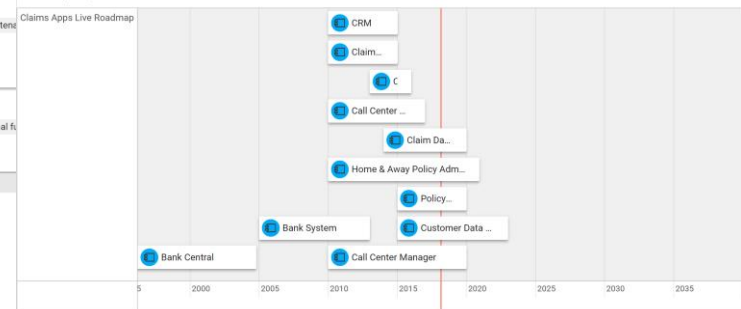 Claims Apps Live Roadmap
CRM
Claim...
C
Call Center ...
Claim Da...
Home & Away Policy Adm...
Policy...
Bank System
Customer Data ...
Bank Central
Call Center Manager
5 2000 2005 2010 2015 2020 2025 2030 2035